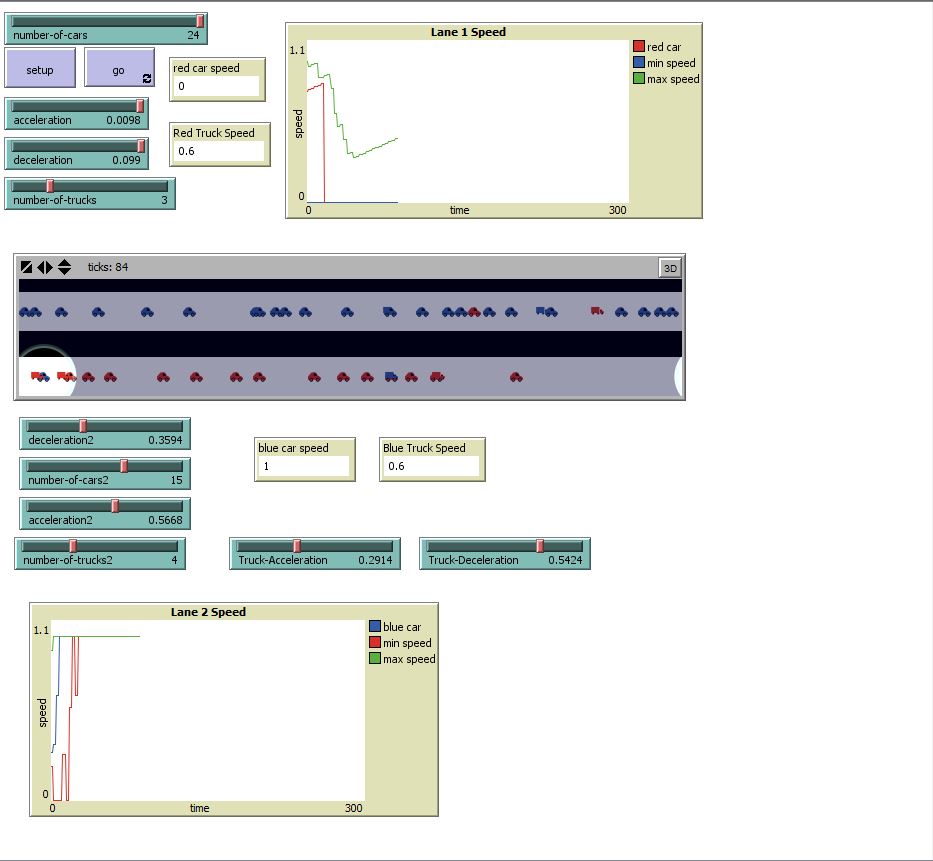 number-of-cars 24
setup
go
red car speed
0
acceleration 0.0098
Red Truck Speed
0.6
deceleration 0.099
number-of-trucks 3
Lane 1 Speed
1.1
speed
0
0 time 300
red car
min speed
max speed
ticks: 84
3D
deceleration2 0.3594
number-of-cars2 15
acceleration2 0.5668
number-of-trucks2 4
blue car speed
1
Blue Truck Speed
0.6
Truck-Acceleration 0.2914
Truck-Deceleration 0.5424
Lane 2 Speed
1.1
speed
0
0 time 300
blue car
min speed
max speed